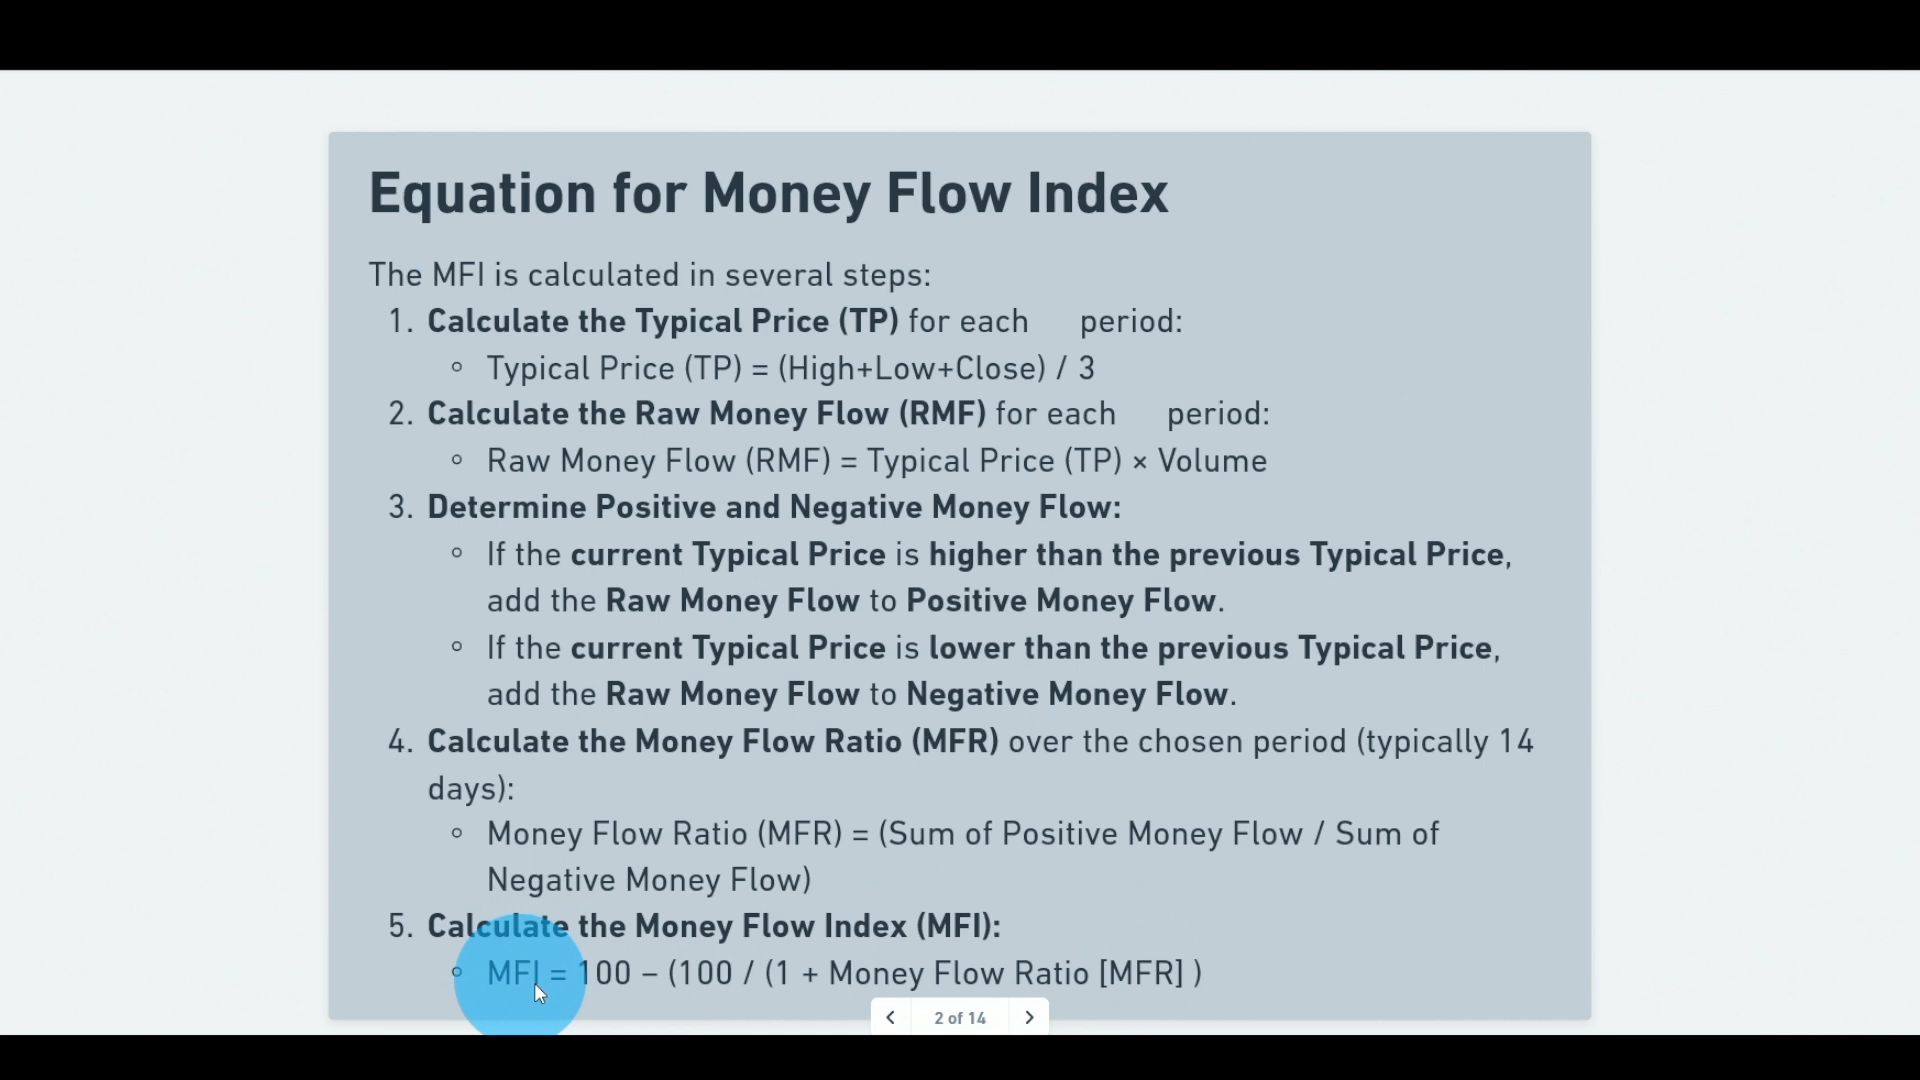 Equation for Money Flow Index
The MFI is calculated in several steps:
1. Calculate the Typical Price (TP) for each period:
◦ Typical Price (TP) = (High+Low+Close) / 3
2. Calculate the Raw Money Flow (RMF) for each period:
◦ Raw Money Flow (RMF) = Typical Price (TP) × Volume
3. Determine Positive and Negative Money Flow:
◦ If the current Typical Price is higher than the previous Typical Price,
add the Raw Money Flow to Positive Money Flow.
◦ If the current Typical Price is lower than the previous Typical Price,
add the Raw Money Flow to Negative Money Flow.
4. Calculate the Money Flow Ratio (MFR) over the chosen period (typically 14
days):
◦ Money Flow Ratio (MFR) = (Sum of Positive Money Flow / Sum of
Negative Money Flow)
5. Calculate the Money Flow Index (MFI):
◦ MFI = 100 – (100 / (1 + Money Flow Ratio [MFR] )
2 of 14